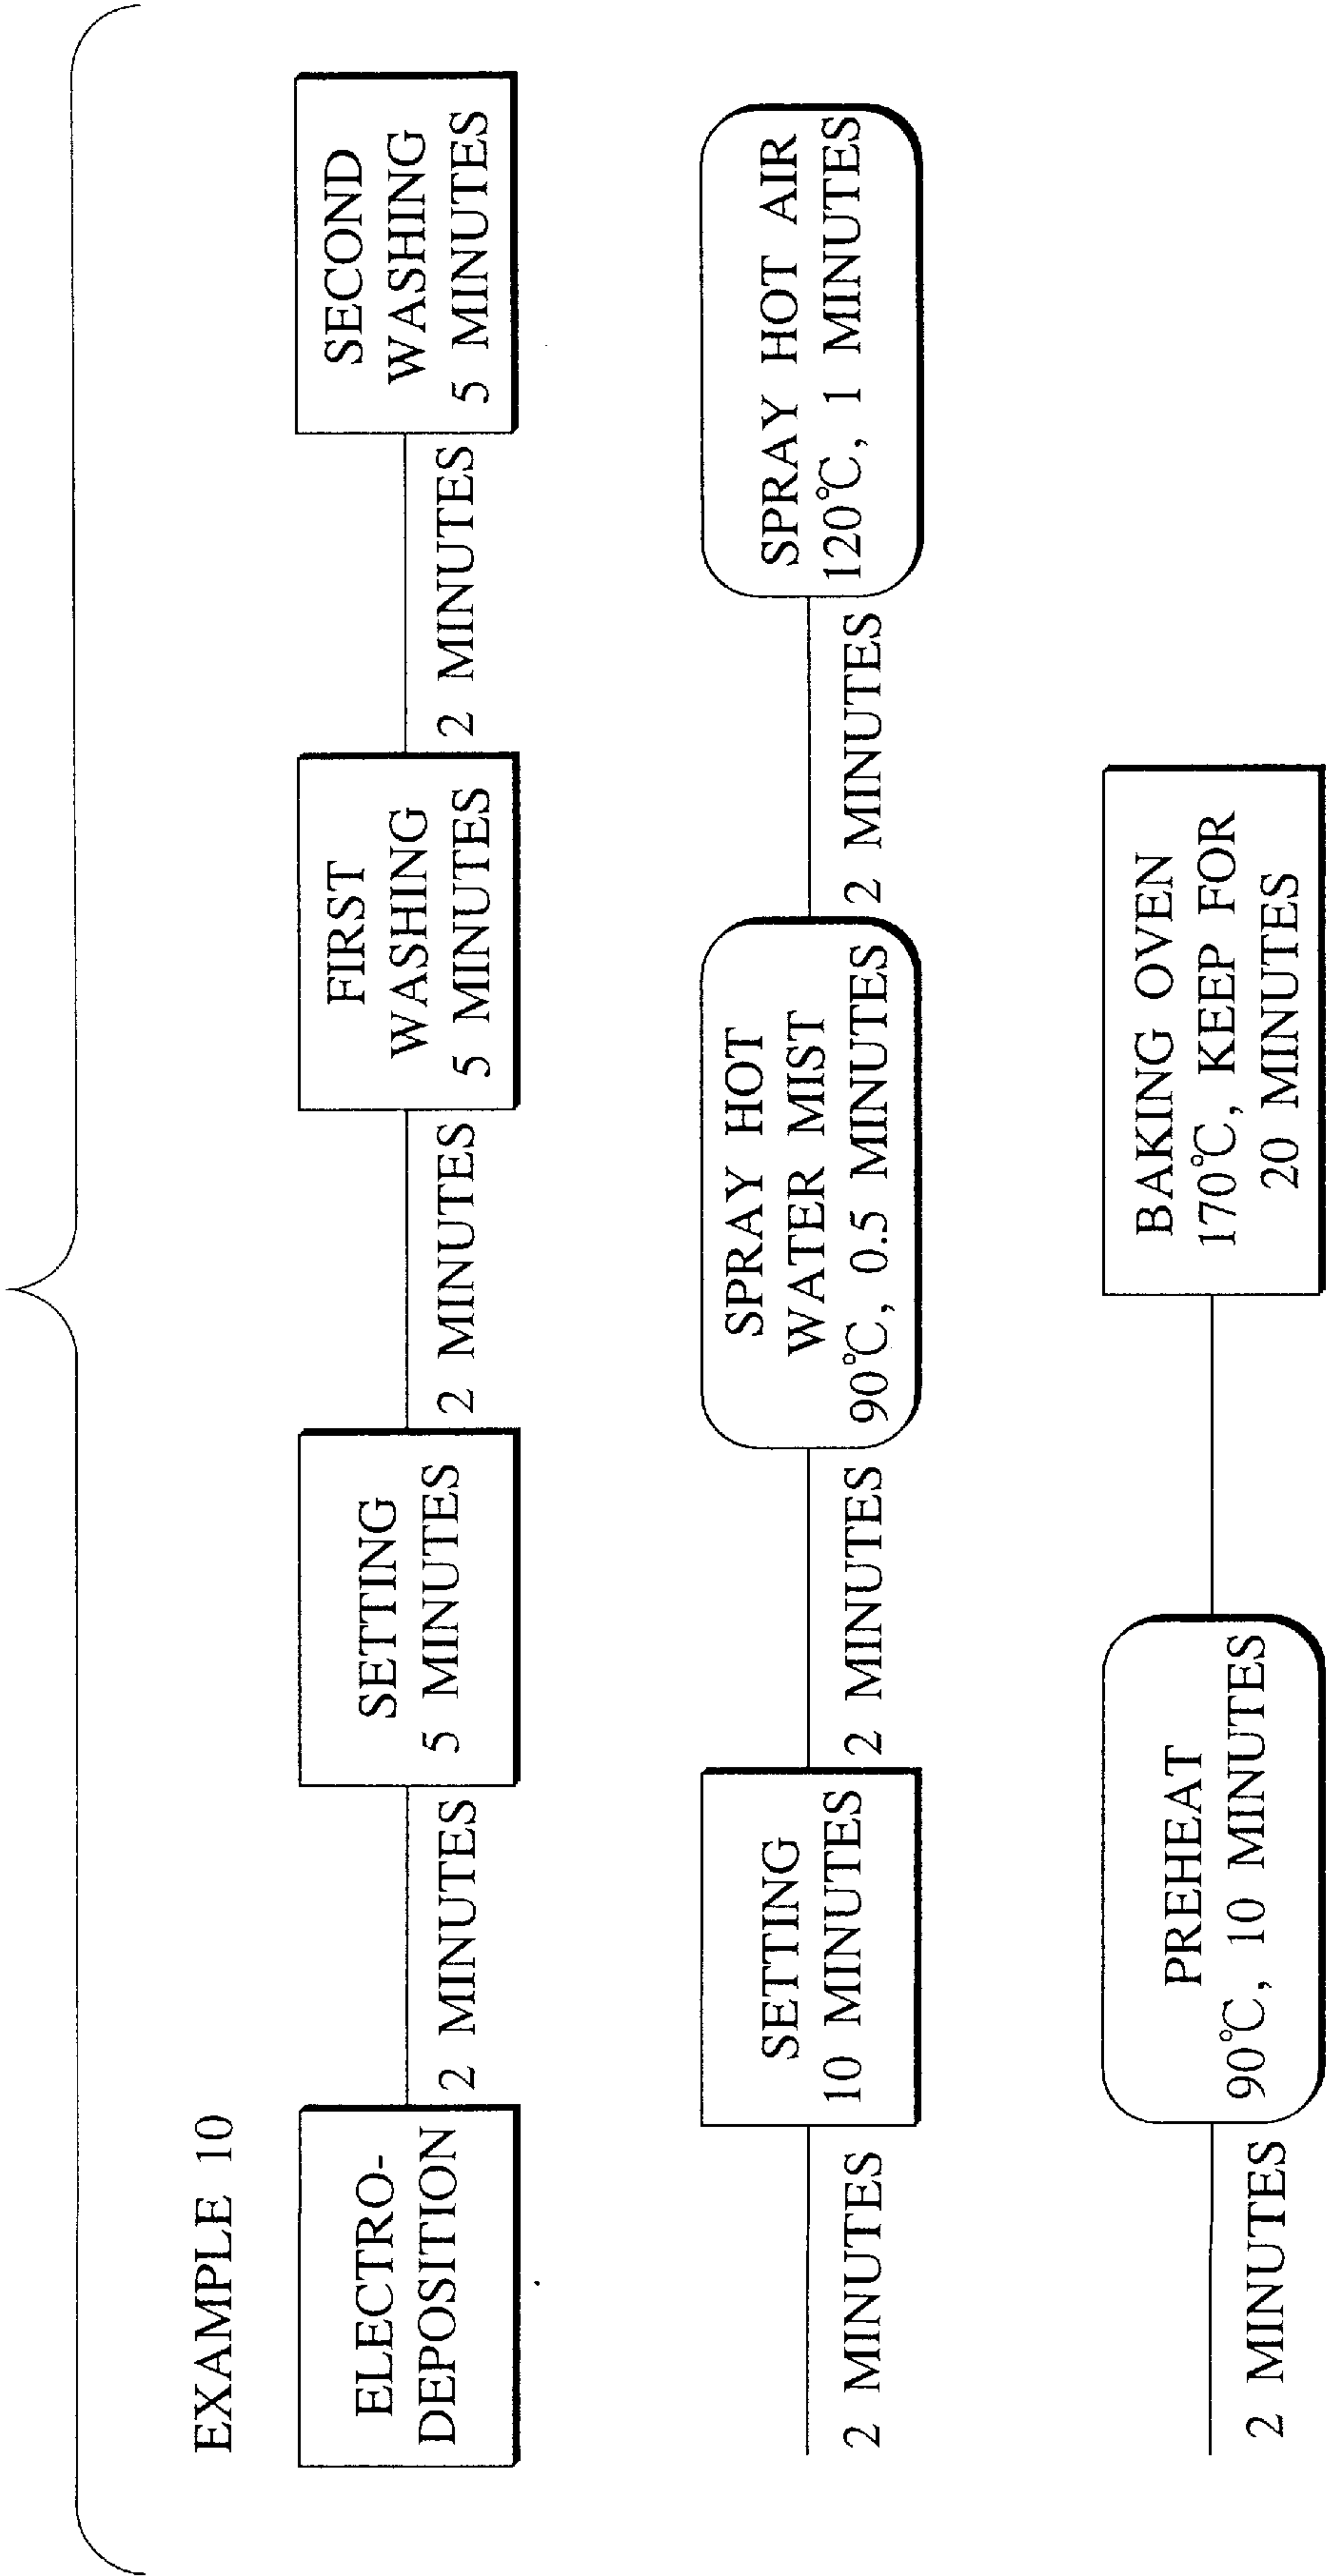 EXAMPLE 10
ELECTRO-
DEPOSITION
2 MINUTES
SETTING
5 MINUTES
2 MINUTES
FIRST
WASHING
5 MINUTES
2 MINUTES
SECOND
WASHING
5 MINUTES
2 MINUTES
SETTING
10 MINUTES
2 MINUTES
SPRAY HOT
WATER MIST
90℃, 0.5 MINUTES
2 MINUTES
SPRAY HOT AIR
120℃, 1 MINUTES
2 MINUTES
PREHEAT
90℃, 10 MINUTES
BAKING OVEN
170℃, KEEP FOR
20 MINUTES